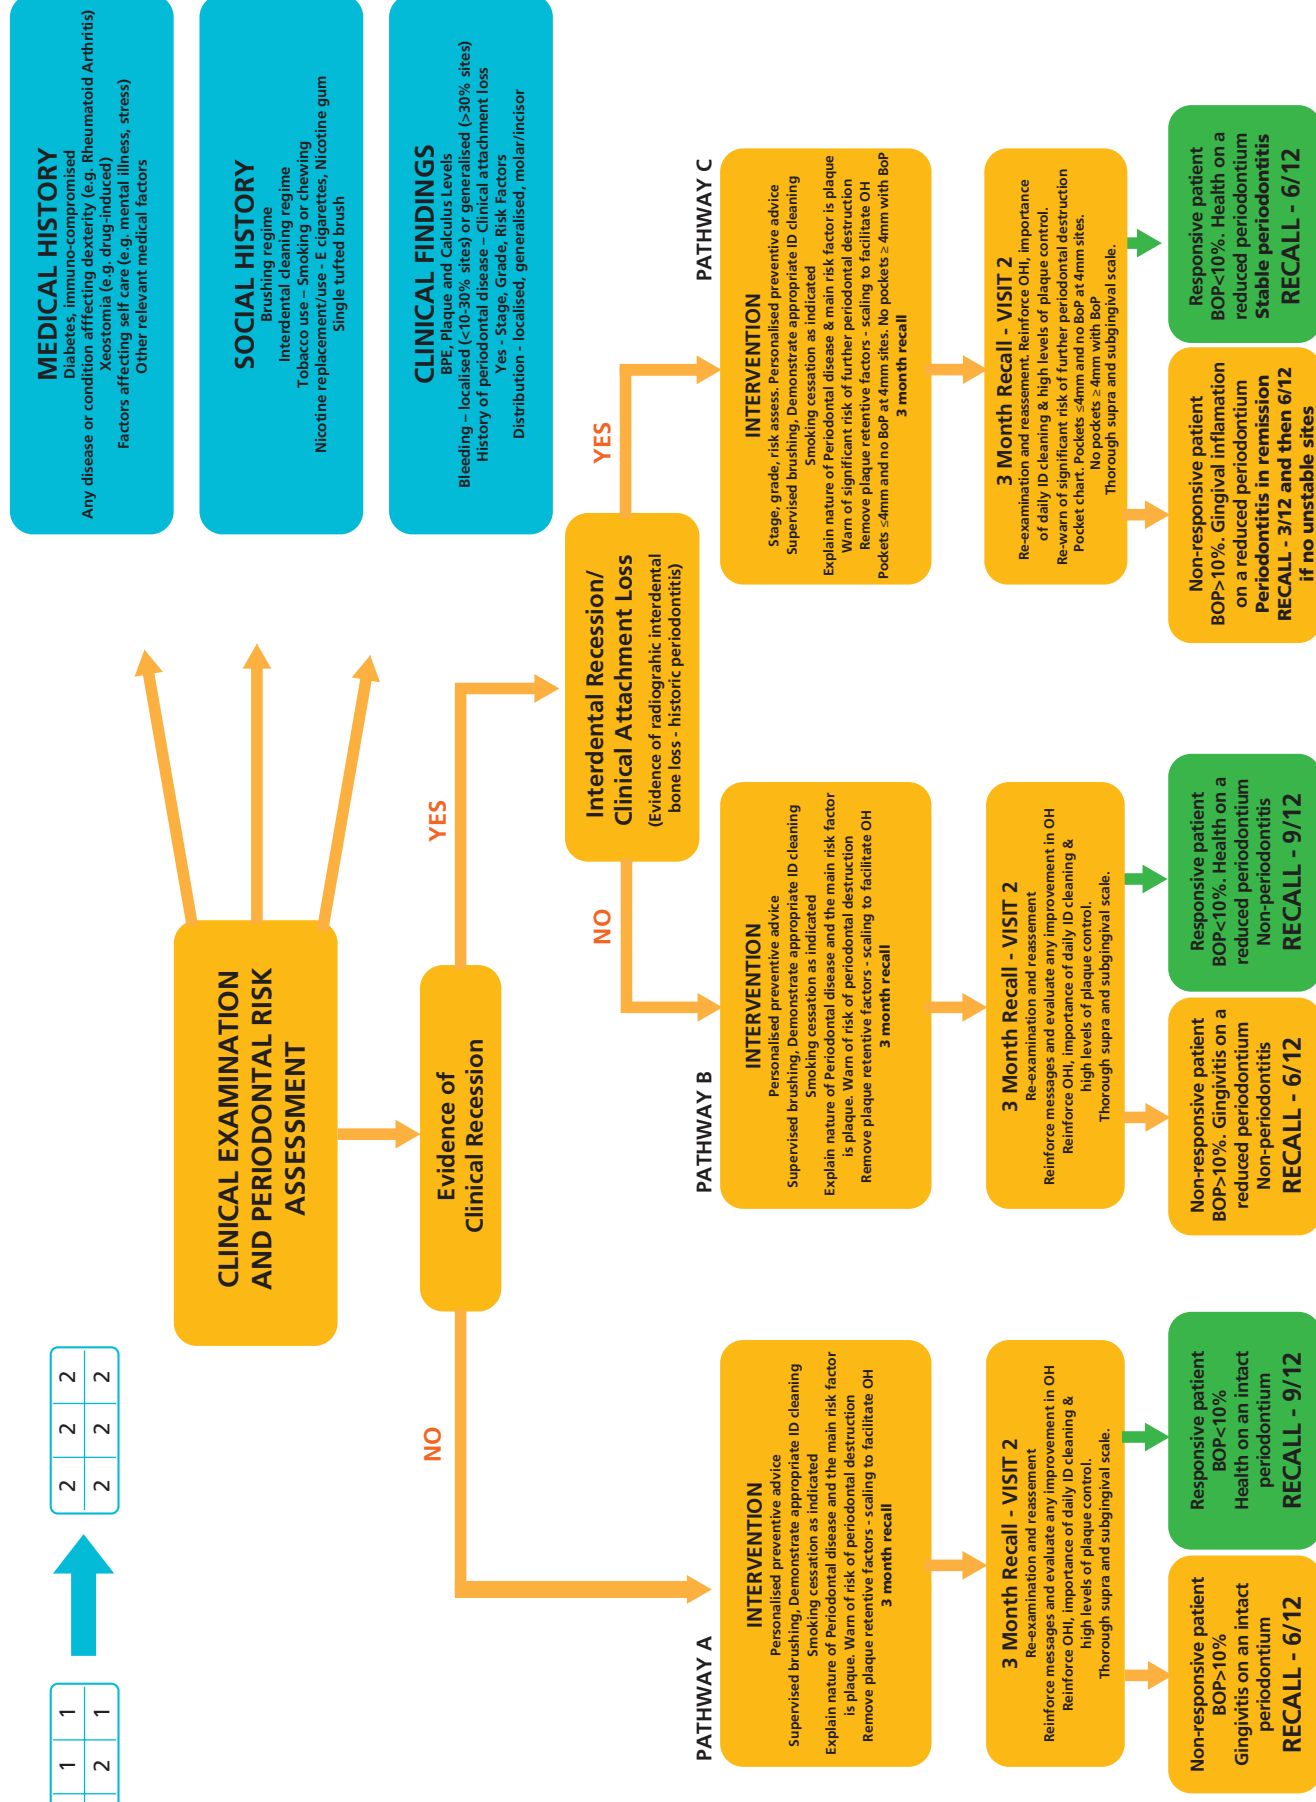 1 1
2 1
2 2 2
2 2 2
CLINICAL EXAMINATION
AND PERIODONTAL RISK
ASSESSMENT
MEDICAL HISTORY
Diabetes, immuno-compromised
Any disease or condition afffecting dexterity (e.g. Rheumatoid Arthritis)
Xeostomia (e.g. drug-induced)
Factors affecting self care (e.g. mental illness, stress)
Other relevant medical factors
SOCIAL HISTORY
Brushing regime
Interdental cleaning regime
Tobacco use – Smoking or chewing
Nicotine replacement/use - E cigarettes, Nicotine gum
Single tufted brush
CLINICAL FINDINGS
BPE, Plaque and Calculus Levels
Bleeding – localised (<10-30% sites) or generalised (>30% sites)
History of periodontal disease – Clinical attachment loss
Yes - Stage, Grade, Risk Factors
Distribution - localised, generalised, molar/incisor
Evidence of
Clinical Recession
NO
YES
Interdental Recession/
Clinical Attachment Loss
(Evidence of radiograhic interdental
bone loss - historic periodontitis)
NO
YES
PATHWAY A
INTERVENTION
Personalised preventive advice
Supervised brushing, Demonstrate appropriate ID cleaning
Smoking cessation as indicated
Explain nature of Periodontal disease and the main risk factor
is plaque. Warn of risk of periodontal destruction
Remove plaque retentive factors - scaling to facilitate OH
3 month recall
3 Month Recall - VISIT 2
Re-examination and reassement
Reinforce messages and evaluate any improvement in OH
Reinforce OHI, importance of daily ID cleaning &
high levels of plaque control.
Thorough supra and subgingival scale.
Non-responsive patient
BOP>10%
Gingivitis on an intact
periodontium
RECALL - 6/12
Responsive patient
BOP<10%
Health on an intact
periodontium
RECALL - 9/12
PATHWAY B
INTERVENTION
Personalised preventive advice
Supervised brushing, Demonstrate appropriate ID cleaning
Smoking cessation as indicated
Explain nature of Periodontal disease and the main risk factor
is plaque. Warn of risk of periodontal destruction
Remove plaque retentive factors - scaling to facilitate OH
3 month recall
3 Month Recall - VISIT 2
Re-examination and reassement
Reinforce messages and evaluate any improvement in OH
Reinforce OHI, importance of daily ID cleaning &
high levels of plaque control.
Thorough supra and subgingival scale.
Non-responsive patient
BOP>10%. Gingivitis on a
reduced periodontium
Non-periodontitis
RECALL - 6/12
Responsive patient
BOP<10%. Health on a
reduced periodontium
Non-periodontitis
RECALL - 9/12
PATHWAY C
INTERVENTION
Stage, grade, risk assess. Personalised preventive advice
Supervised brushing, Demonstrate appropriate ID cleaning
Smoking cessation as indicated
Explain nature of Periodontal disease & main risk factor is plaque
Warn of significant risk of further periodontal destruction
Remove plaque retentive factors - scaling to facilitate OH
Pockets ≤4mm and no BoP at 4mm sites. No pockets ≥ 4mm with BoP
3 month recall
3 Month Recall - VISIT 2
Re-examination and reassement. Reinforce OHI, importance
of daily ID cleaning & high levels of plaque control.
Re-warn of significant risk of further periodontal destruction
Pocket chart. Pockets ≤4mm and no BoP at 4mm sites.
No pockets ≥ 4mm with BoP
Thorough supra and subgingival scale.
Non-responsive patient
BOP>10%. Gingival inflamation
on a reduced periodontium
Periodontitis in remission
RECALL - 3/12 and then 6/12
if no unstable sites
Responsive patient
BOP<10%. Health on a
reduced periodontium
Stable periodontitis
RECALL - 6/12